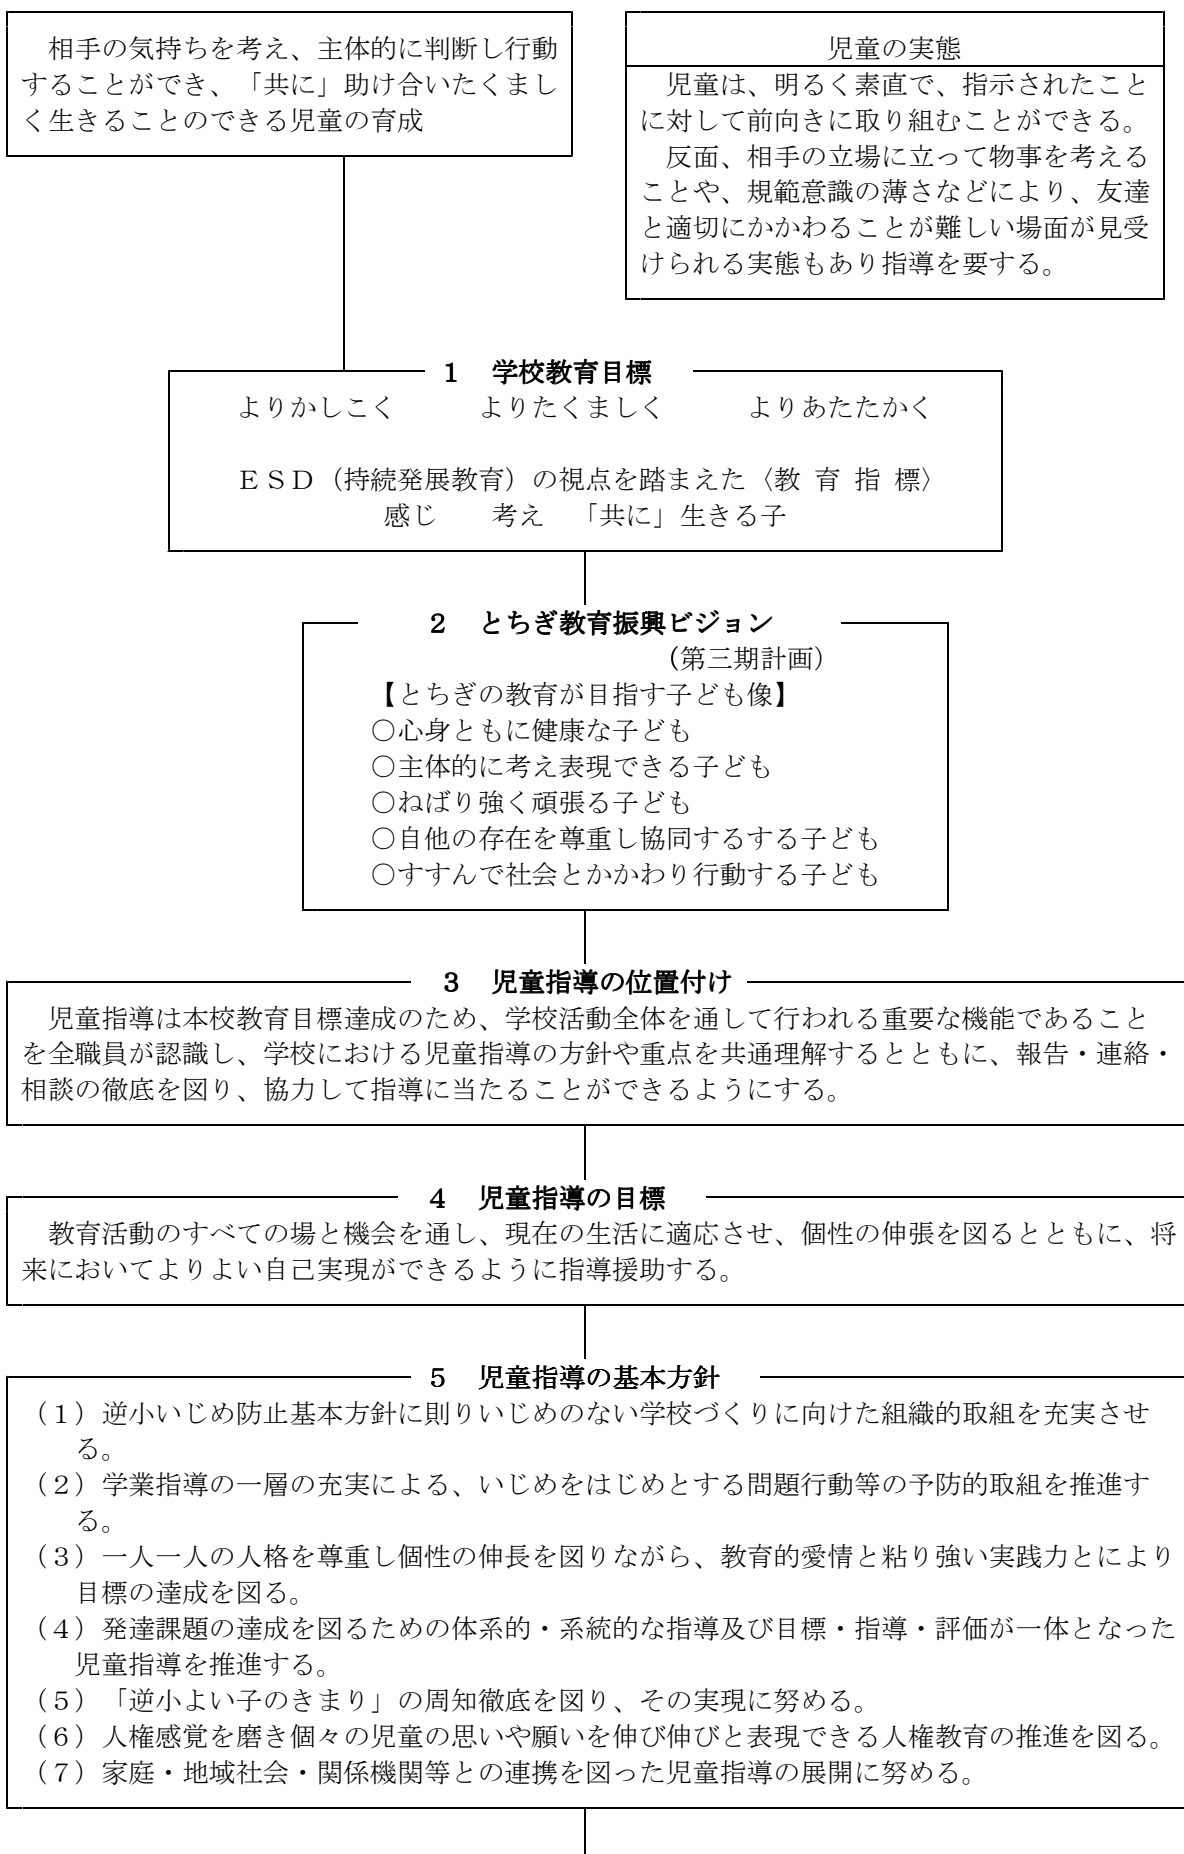 相手の気持ちを考え、主体的に判断し行動
することができ、「共に」助け合いたくまし
く生きることのできる児童の育成
児童の実態
児童は、明るく素直で、指示されたこと
に対して前向きに取り組むことができる。
反面、相手の立場に立って物事を考える
ことや、規範意識の薄さなどにより、友達
と適切にかかわることが難しい場面が見受
けられる実態もあり指導を要する。
1 学校教育目標
よりかしこく よりたくましく よりあたたかく
ESD(持続発展教育)の視点を踏まえた〈教 育 指 標〉
感じ 考え 「共に」生きる子
2 とちぎ教育振興ビジョン
(第三期計画)
【とちぎの教育が目指す子ども像】
○心身ともに健康な子ども
○主体的に考え表現できる子ども
○ねばり強く頑張る子ども
○自他の存在を尊重し協同するする子ども
○すすんで社会とかかわり行動する子ども
3 児童指導の位置付け
児童指導は本校教育目標達成のため、学校活動全体を通して行われる重要な機能であること
を全職員が認識し、学校における児童指導の方針や重点を共通理解するとともに、報告・連絡・
相談の徹底を図り、協力して指導に当たることができるようにする。
4 児童指導の目標
教育活動のすべての場と機会を通し、現在の生活に適応させ、個性の伸張を図るとともに、将
来においてよりよい自己実現ができるように指導援助する。
5 児童指導の基本方針
(1)逆小いじめ防止基本方針に則りいじめのない学校づくりに向けた組織的取組を充実させ
る。
(2)学業指導の一層の充実による、いじめをはじめとする問題行動等の予防的取組を推進す
る。
(3)一人一人の人格を尊重し個性の伸長を図りながら、教育的愛情と粘り強い実践力とにより
目標の達成を図る。
(4)発達課題の達成を図るための体系的・系統的な指導及び目標・指導・評価が一体となった
児童指導を推進する。
(5)「逆小よい子のきまり」の周知徹底を図り、その実現に努める。
(6)人権感覚を磨き個々の児童の思いや願いを伸び伸びと表現できる人権教育の推進を図る。
(7)家庭・地域社会・関係機関等との連携を図った児童指導の展開に努める。